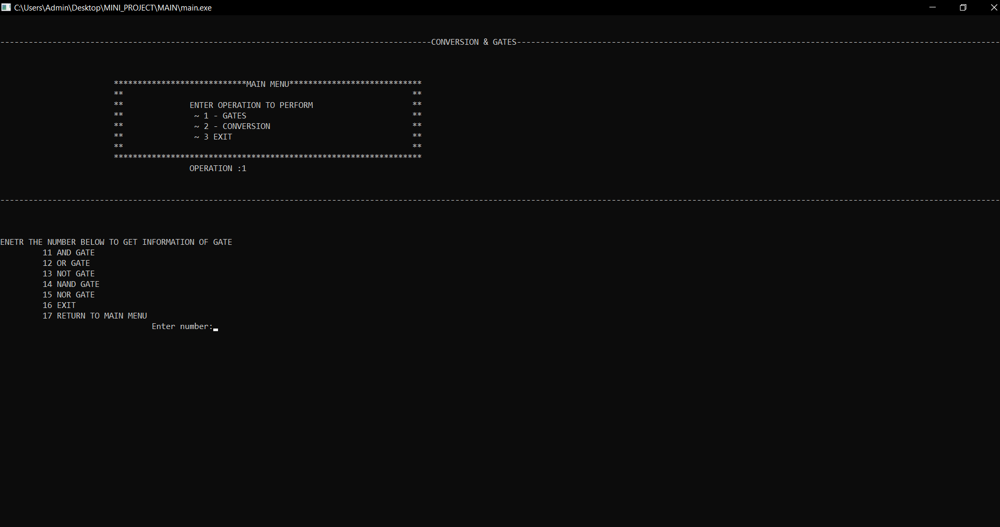 C:\Users\Admin\Desktop\MINI_PROJECT\MAIN\main.exe
-------------------------------------------------------------------------------------------CONVERSION & GATES------------------------------------------------------------------------------------------------------
****************************MAIN MENU****************************
** **
** ENTER OPERATION TO PERFORM **
** ~ 1 - GATES **
** ~ 2 - CONVERSION **
** ~ 3 EXIT **
** **
*****************************************************************
OPERATION :1
-------------------------------------------------------------------------------------------------------------------------------------------------------------------------------------------------------------------
ENETR THE NUMBER BELOW TO GET INFORMATION OF GATE
11 AND GATE
12 OR GATE
13 NOT GATE
14 NAND GATE
15 NOR GATE
16 EXIT
17 RETURN TO MAIN MENU
Enter number: